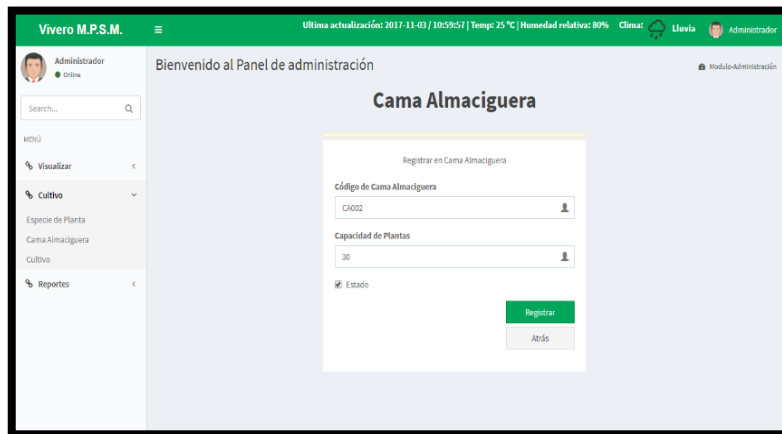 Vivero M.P.S.M.
Ultima actualización: 2017-11-03 / 10:59:57 | Temp: 25 ºC | Humedad relativa: 80% Clima: Lluvia Administrador
Administrador
Online
Bienvenido al Panel de administración
Modulo-Administración
Search...
MENÚ
Visualizar
Cultivo
Especie de Planta
Cama Almaciguera
Cultivo
Reportes
Cama Almaciguera
Registrar en Cama Almaciguera
Código de Cama Almaciguera
CA002
Capacidad de Plantas
30
Estado
Registrar
Atrás